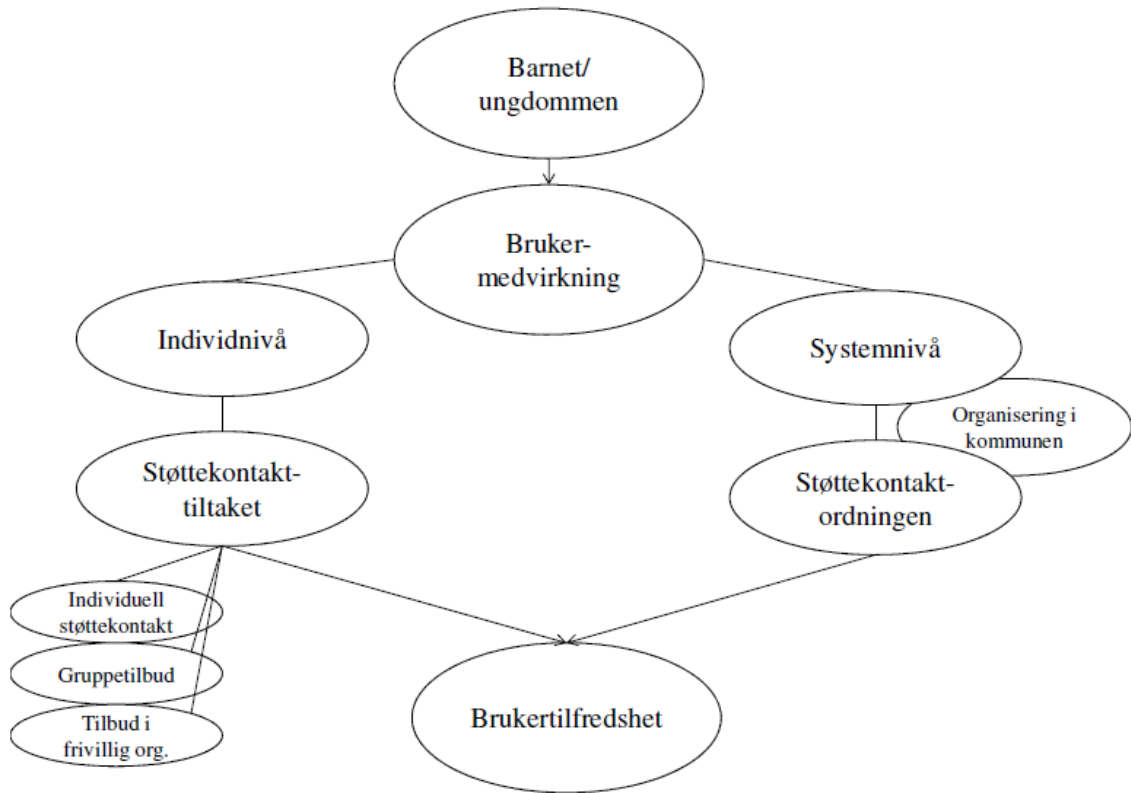 Barnet/
ungdommen
Bruker-
medvirkning
Individnivå
Systemnivå
Organisering i
kommunen
Støttekontakt-
tiltaket
Støttekontakt-
ordningen
Individuell
støttekontakt
Gruppetilbud
Tilbud i
frivillig org.
Brukertilfredshet